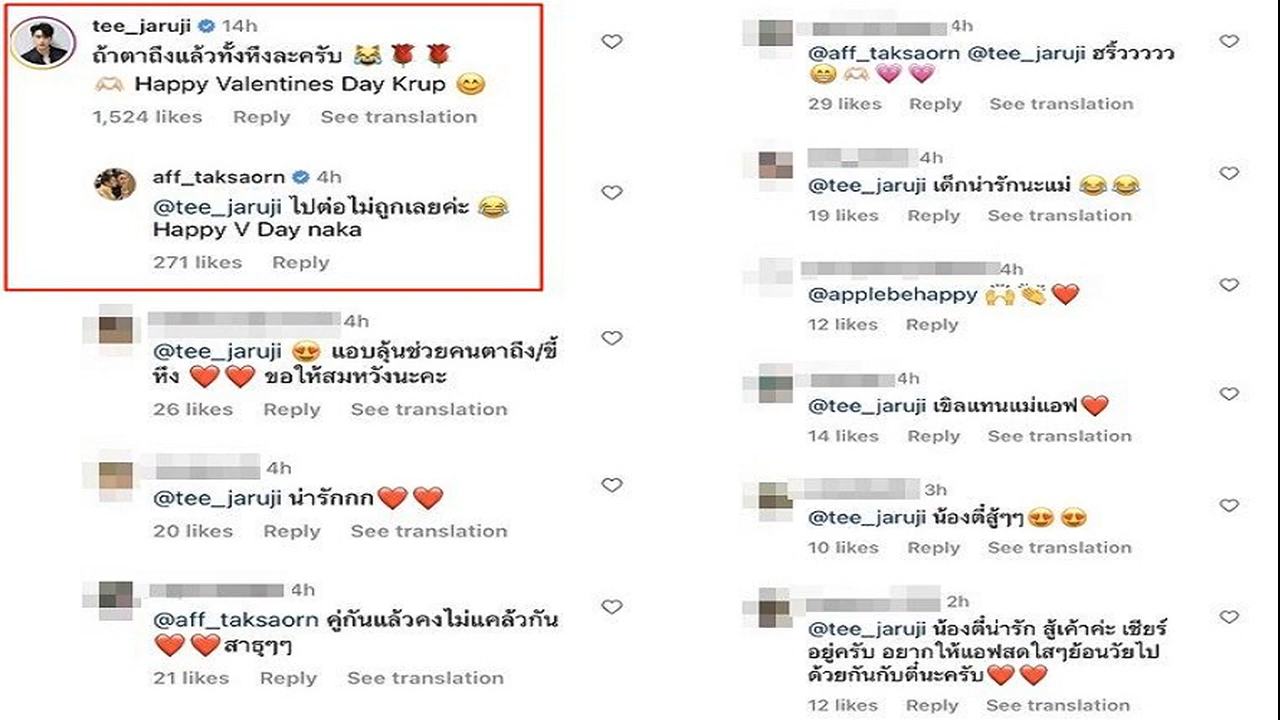 tee_jaruji 14h
ถ้าตาถึงแล้วทั้งหึงละครับ 😹🌹🌹
🫶🏻 Happy Valentines Day Krup 😊
1,524 likes Reply See translation
aff_taksaorn 4h
@tee_jaruji ไปต่อไม่ถูกเลยค่ะ 😂
Happy V Day naka
271 likes Reply
4h
@tee_jaruji 😍 แอบลุ้นช่วยคนตาถึง/ขี้
หึง ❤️❤️ ขอให้สมหวังนะคะ
26 likes Reply See translation
4h
@tee_jaruji น่ารักกก❤️❤️
20 likes Reply See translation
4h
@aff_taksaorn คู่กันแล้วคงไม่แคล้วกัน
❤️❤️สาธุๆๆ
21 likes Reply See translation
4h
@aff_taksaorn @tee_jaruji ฮริ้ววววว
😁🫶🏻💗💗
29 likes Reply See translation
4h
@tee_jaruji เด็กน่ารักนะแม่ 😂😂
19 likes Reply See translation
4h
@applebehappy 🙌👏❤️
12 likes Reply
4h
@tee_jaruji เขิลแทนแม่แอฟ❤️
14 likes Reply See translation
3h
@tee_jaruji น้องตี๋สู้ๆๆ😍😍
10 likes Reply See translation
2h
@tee_jaruji น้องตี๋น่ารัก สู้เค้าค่ะ เชียร์
อยู่ครับ อยากให้แอฟสดใสๆย้อนวัยไป
ด้วยกันกับตี๋นะครับ❤️❤️
12 likes Reply See translation